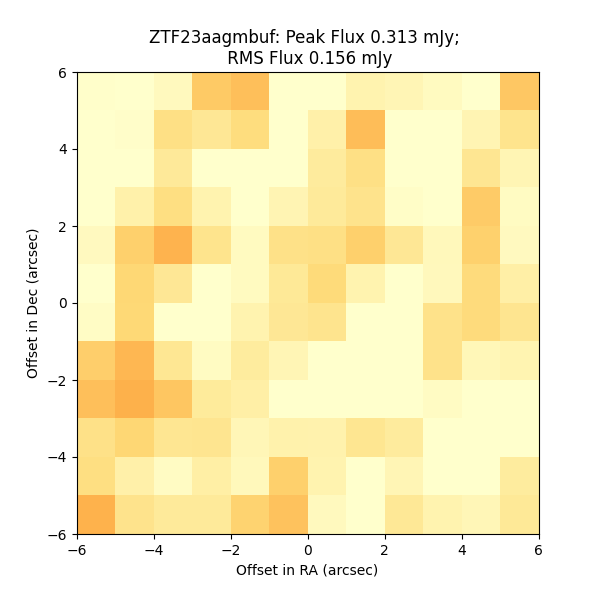 ZTF23aagmbuf: Peak Flux 0.313 mJy;
RMS Flux 0.156 mJy
6
4
2
0
−2
−4
−6
Offset in Dec (arcsec)
−6 −4 −2 0 2 4 6
Offset in RA (arcsec)